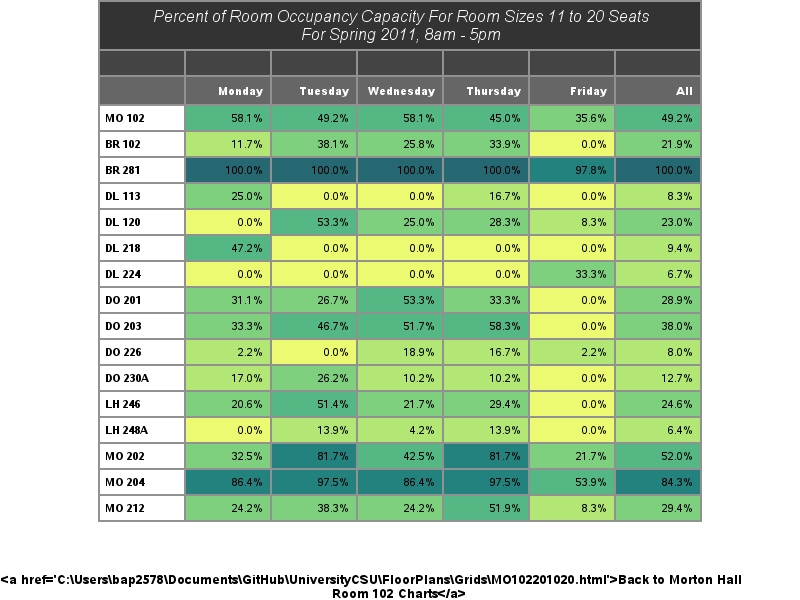 Percent of Room Occupancy Capacity For Room Sizes 11 to 20 Seats
For Spring 2011, 8am - 5pm
Monday Tuesday Wednesday Thursday Friday All
MO 102 58.1% 49.2% 58.1% 45.0% 35.6% 49.2%
BR 102 11.7% 38.1% 25.8% 33.9% 0.0% 21.9%
BR 281 100.0% 100.0% 100.0% 100.0% 97.8% 100.0%
DL 113 25.0% 0.0% 0.0% 16.7% 0.0% 8.3%
DL 120 0.0% 53.3% 25.0% 28.3% 8.3% 23.0%
DL 218 47.2% 0.0% 0.0% 0.0% 0.0% 9.4%
DL 224 0.0% 0.0% 0.0% 0.0% 33.3% 6.7%
DO 201 31.1% 26.7% 53.3% 33.3% 0.0% 28.9%
DO 203 33.3% 46.7% 51.7% 58.3% 0.0% 38.0%
DO 226 2.2% 0.0% 18.9% 16.7% 2.2% 8.0%
DO 230A 17.0% 26.2% 10.2% 10.2% 0.0% 12.7%
LH 246 20.6% 51.4% 21.7% 29.4% 0.0% 24.6%
LH 248A 0.0% 13.9% 4.2% 13.9% 0.0% 6.4%
MO 202 32.5% 81.7% 42.5% 81.7% 21.7% 52.0%
MO 204 86.4% 97.5% 86.4% 97.5% 53.9% 84.3%
MO 212 24.2% 38.3% 24.2% 51.9% 8.3% 29.4%
<a href='C:\Users\bap2578\Documents\GitHub\UniversityCSU\FloorPlans\Grids\MO102201020.html'>Back to Morton Hall
Room 102 Charts</a>